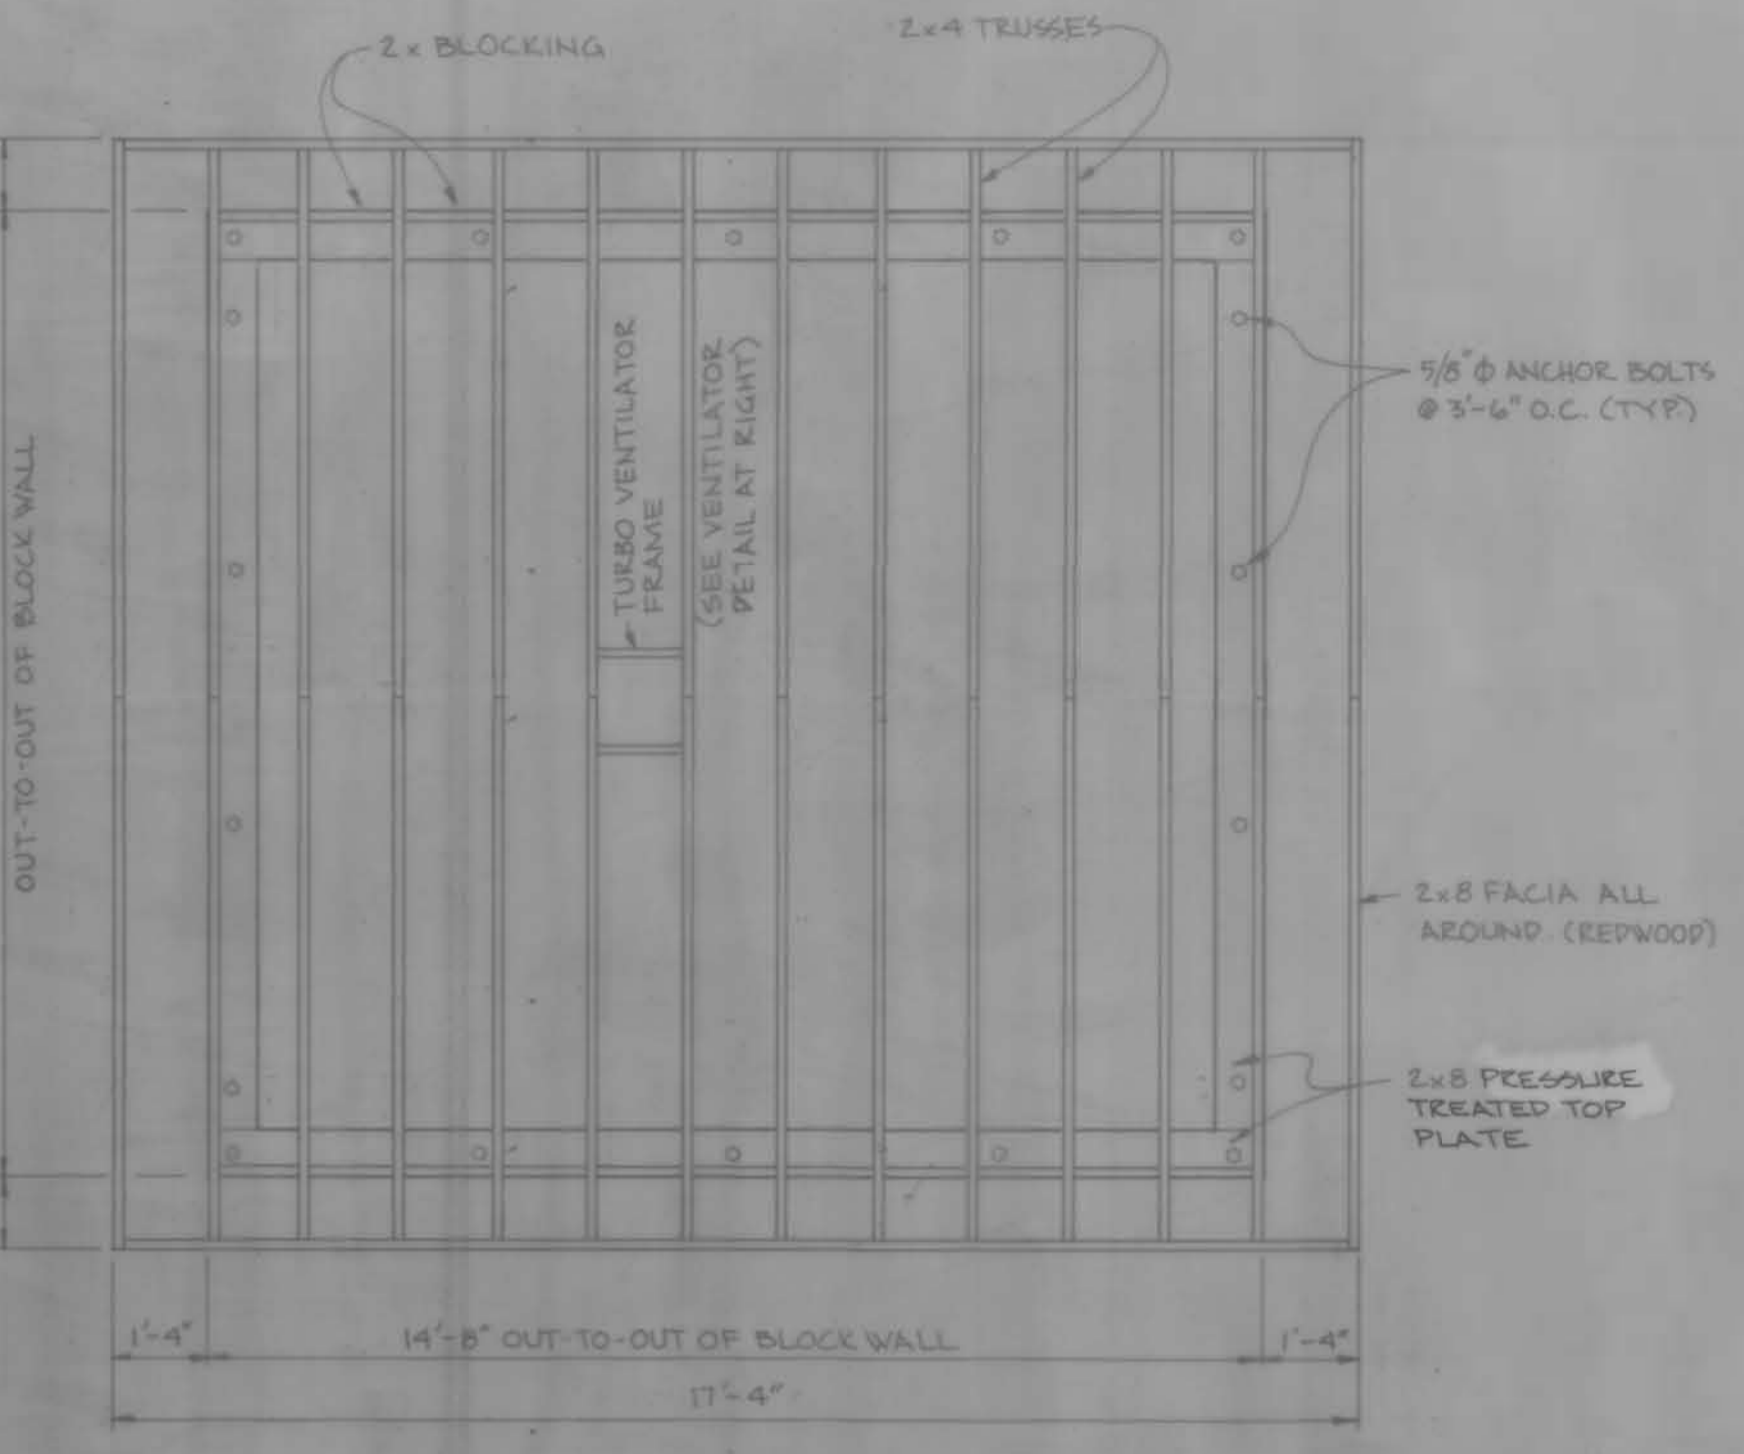 2x BLOCKING
2x4 TRUSSES
5/8" Φ ANCHOR BOLTS
@ 3'-6" O.C. (TYP.)
TURBO VENTILATOR
FRAME
(SEE VENTILATOR
DETAIL AT RIGHT)
OUT-TO-OUT OF BLOCK WALL
2x8 FACIA ALL
AROUND (REDWOOD)
2x8 PRESSURE
TREATED TOP
PLATE
1'-4"
14'-8" OUT-TO-OUT OF BLOCK WALL
1'-4"
17'-4"